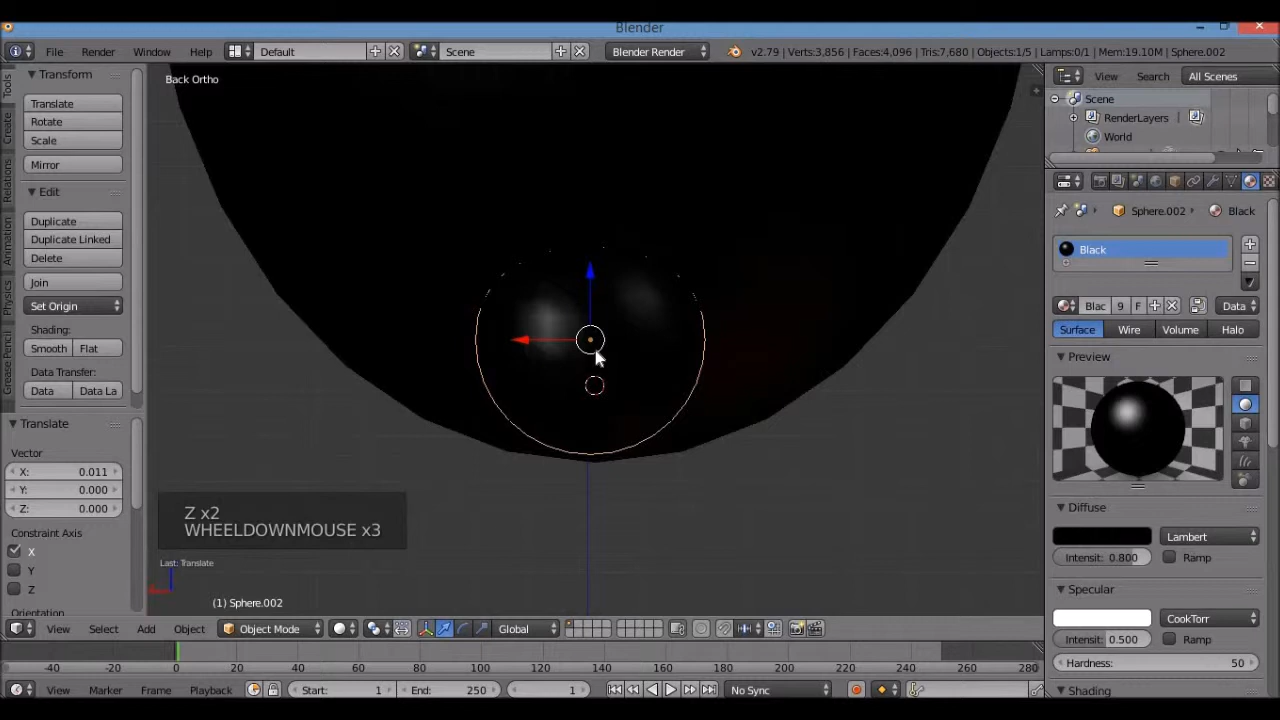 Blender
File Render Window Help Default Scene Blender Render v2.79 | Verts:3,856 | Faces:4,096 | Tris:7,680 | Objects:1/5 | Lamps:0/1 | Mem:19.10M | Sphere.002
Tools
Create
Relations
Animation
Physics
Grease Pencil
Transform
Translate
Rotate
Scale
Mirror
Edit
Duplicate
Duplicate Linked
Delete
Join
Set Origin
Shading:
Smooth Flat
Data Transfer:
Data Data La
Translate
Vector
X: 0.011
Y: 0.000
Z: 0.000
Constraint Axis
X
Y
Z
Orientation
Back Ortho
Z x2
WHEELDOWNMOUSE x3
Last: Translate
(1) Sphere.002
View Search All Scenes
Scene
RenderLayers |
World
Sphere.002 Black
Black
Blac 9 F Data
Surface Wire Volume Halo
Preview
Diffuse
Lambert
Intensit: 0.800 Ramp
Specular
CookTorr
Intensit: 0.500 Ramp
Hardness: 50
Shading
View Select Add Object Object Mode Global
-40 -20 0 20 40 60 80 100 120 140 160 180 200 220 240 260 280
View Marker Frame Playback Start: 1 End: 250 1 No Sync